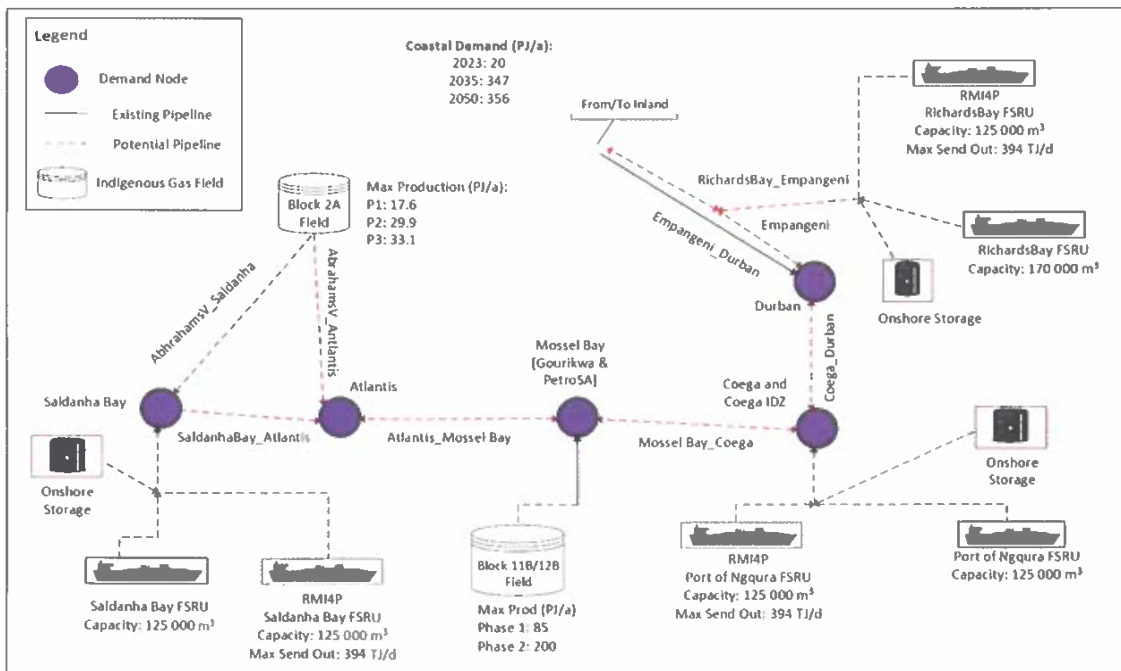 Legend
Demand Node
Existing Pipeline
Potential Pipeline
Indigenous Gas Field
Coastal Demand (PJ/a):
2023: 20
2035: 347
2050: 356
From/To Inland
RMI4P
RichardsBay FSRU
Capacity: 125 000 m³
Max Send Out: 394 TJ/d
Block 2A
Field
Max Production (PJ/a):
P1: 17.6
P2: 29.9
P3: 33.1
RichardsBay_Empangeni
Empangeni
Empangeni_Durban
RichardsBay FSRU
Capacity: 170 000 m³
Onshore
Storage
Durban
AbhrahamsV_Saldanha
AbrahamsV_Antlantis
Coega_Durban
Mossel Bay
[Gourikwa &
PetroSA]
Saldanha Bay
Atlantis
Coega and
Coega IDZ
SaldanhaBay_Atlantis
Atlantis_Mossel Bay
Mossel Bay_Coega
Onshore
Storage
Onshore
Storage
Saldanha Bay FSRU
Capacity: 125 000 m³
RMI4P
Saldanha Bay FSRU
Capacity: 125 000 m³
Max Send Out: 394 TJ/d
Block 11B/12B
Field
Max Prod (PJ/a)
Phase 1: 85
Phase 2: 200
RMI4P
Port of Ngqura FSRU
Capacity: 125 000 m³
Max Send Out: 394 TJ/d
Port of Ngqura FSRU
Capacity: 125 000 m³